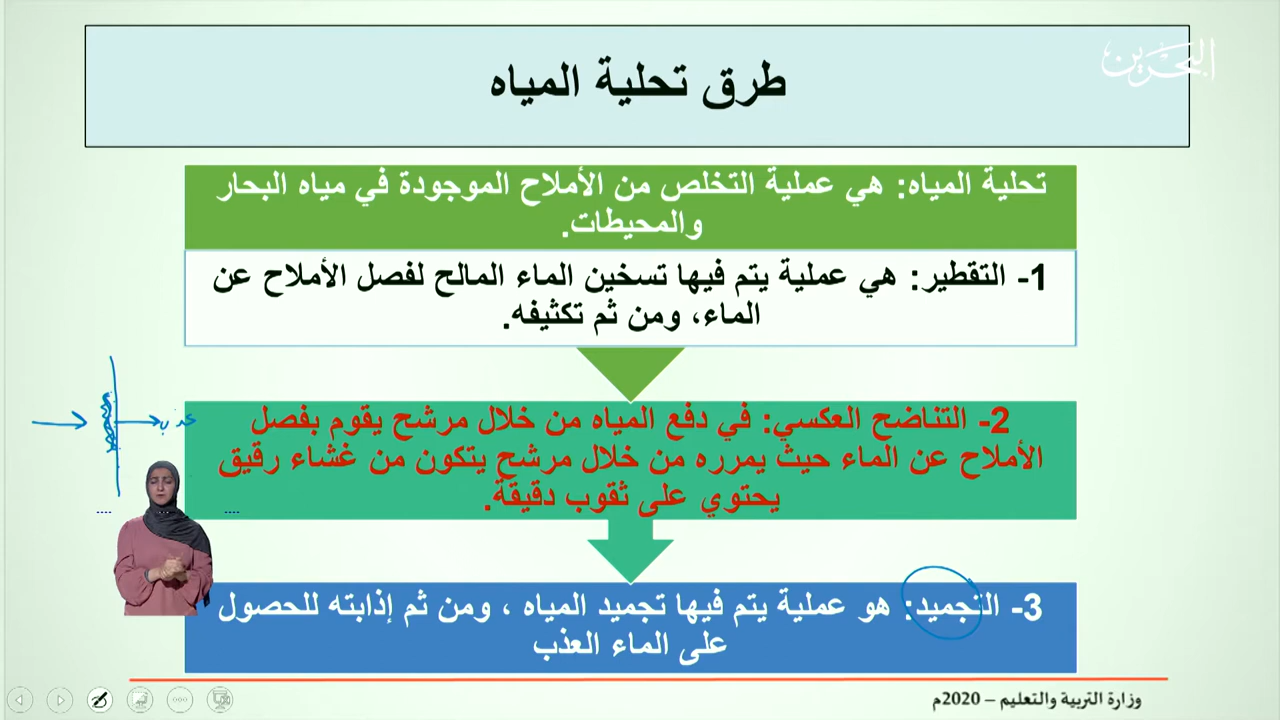 البحرين
طرق تحلية المياه
تحلية المياه: هي عملية التخلص من الأملاح الموجودة في مياه البحار
والمحيطات.
1- التقطير: هي عملية يتم فيها تسخين الماء المالح لفصل الأملاح عن
الماء، ومن ثم تكثيفه.
2- التناضح العكسي: في دفع المياه من خلال مرشح يقوم بفصل
الأملاح عن الماء حيث يمرره من خلال مرشح يتكون من غشاء رقيق
يحتوي على ثقوب دقيقة.
عذب
3- التجميد: هو عملية يتم فيها تجميد المياه ، ومن ثم إذابته للحصول
على الماء العذب
وزارة التربية والتعليم – 2020م